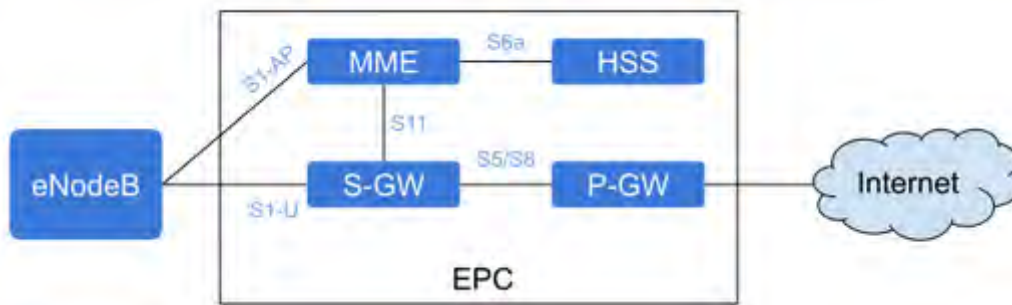 S1-AP
MME
S6a
HSS
S11
eNodeB
S-GW
S5/S8
P-GW
Internet
S1-U
EPC